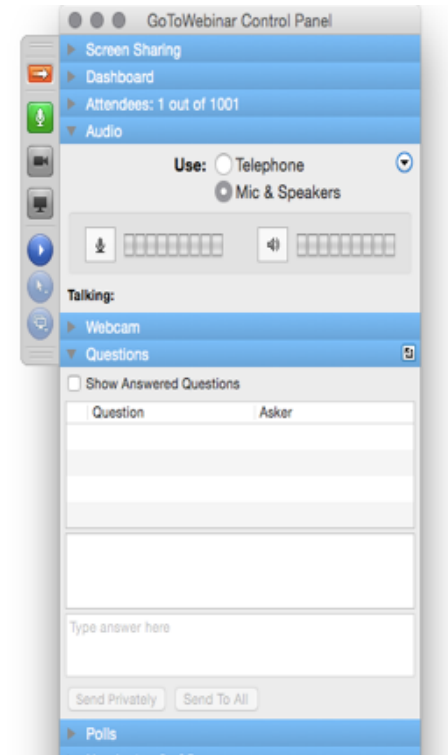 GoToWebinar Control Panel
Screen Sharing
Dashboard
Attendees: 1 out of 1001
Audio
Use: Telephone
Mic & Speakers
Talking:
Webcam
Questions
Show Answered Questions
Question Asker
Type answer here
Send Privately Send To All
Polls